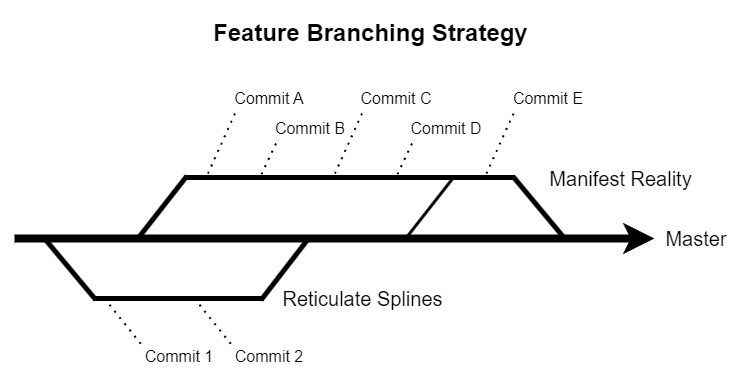 Feature Branching Strategy
Commit A
Commit C
Commit E
Commit B
Commit D
Manifest Reality
Master
Reticulate Splines
Commit 1
Commit 2